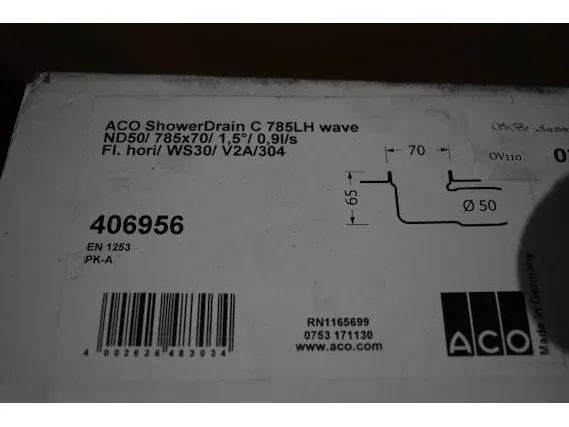 ACO ShowerDrain C 785LH wave
ND50/ 785x70/ 1,5°/ 0,9l/s
Fl. hori/ WS30/ V2A/304
70
65
Ø 50
406956
EN 1253
PK-A
4 002626 483034
RN1165699
0753 171130
www.aco.com
ACO
Made in Germany
Auction
OV110